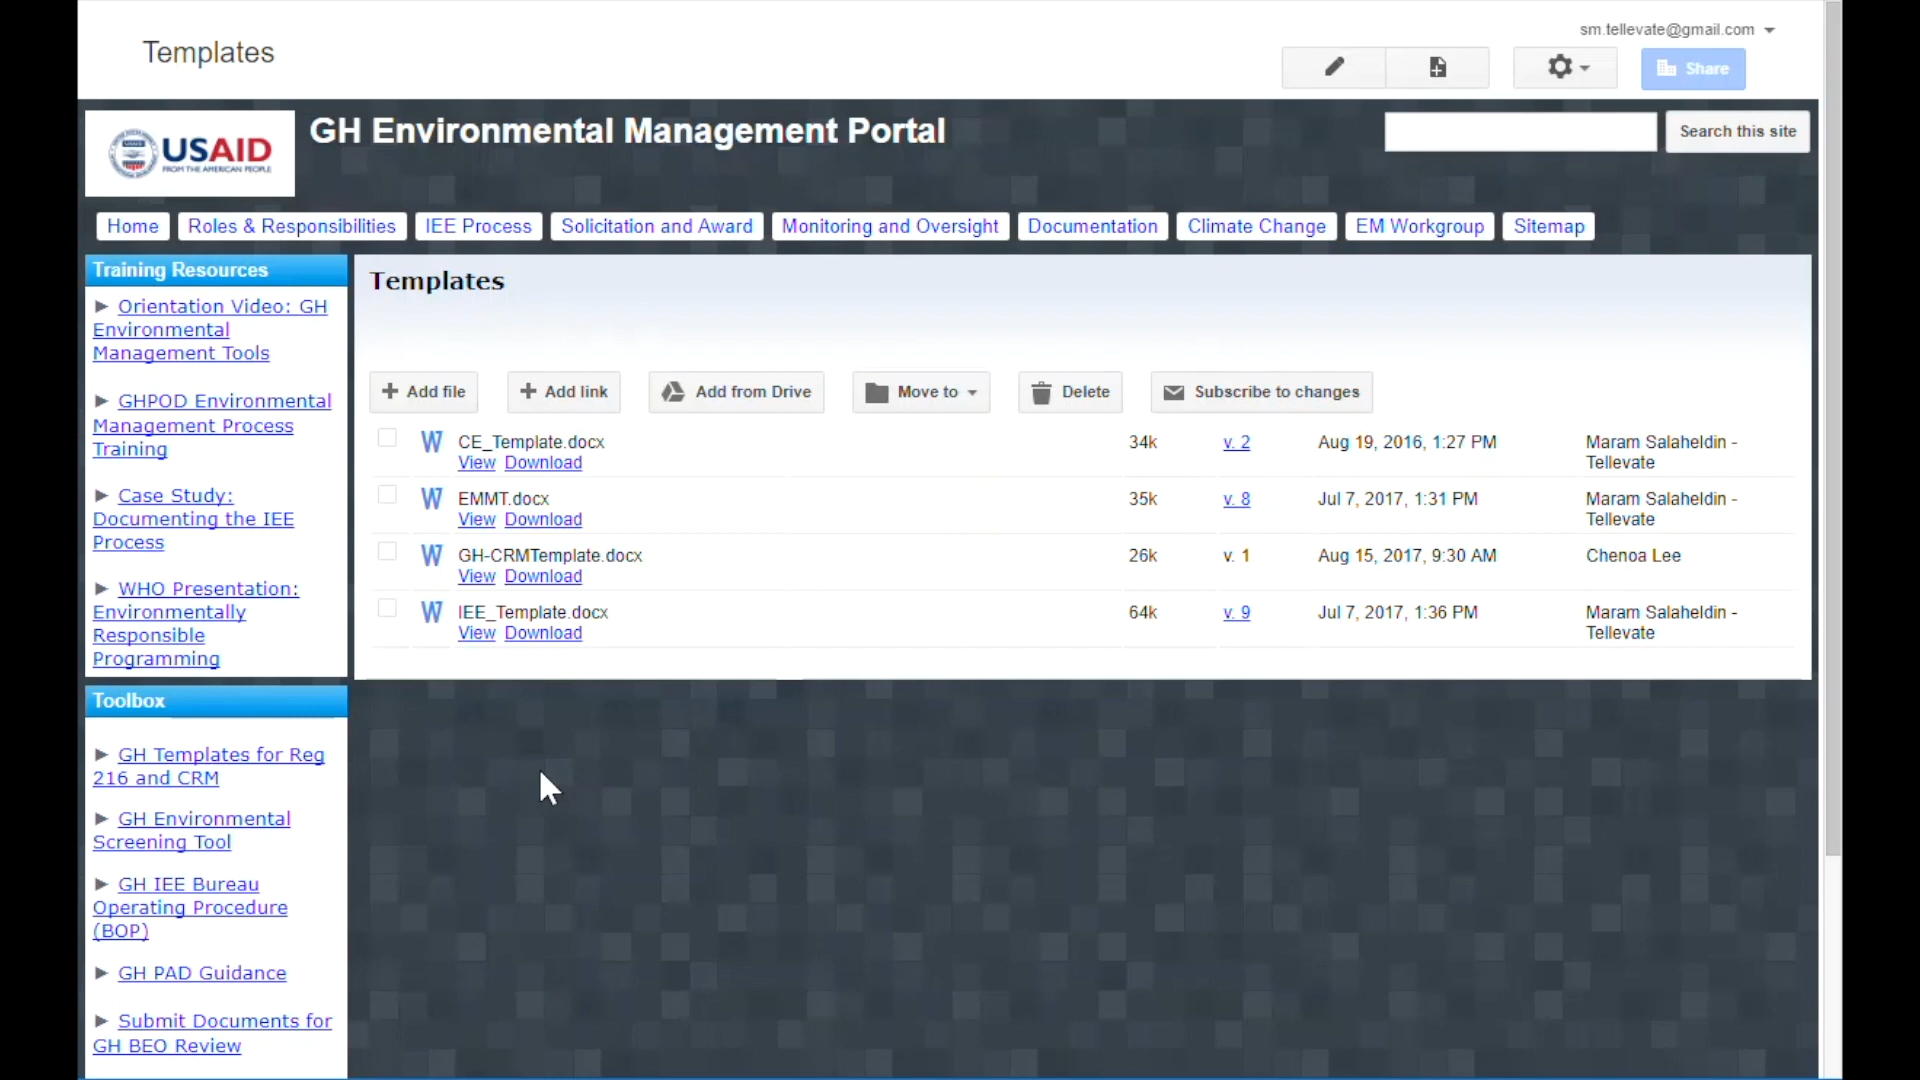 sm.tellevate@gmail.com
Templates
Share
USAID
FROM THE AMERICAN PEOPLE
GH Environmental Management Portal
Search this site
Home
Roles & Responsibilities
IEE Process
Solicitation and Award
Monitoring and Oversight
Documentation
Climate Change
EM Workgroup
Sitemap
Training Resources
Orientation Video: GH
Environmental
Management Tools
GHPOD Environmental
Management Process
Training
Case Study:
Documenting the IEE
Process
WHO Presentation:
Environmentally
Responsible
Programming
Toolbox
GH Templates for Reg
216 and CRM
GH Environmental
Screening Tool
GH IEE Bureau
Operating Procedure
(BOP)
GH PAD Guidance
Submit Documents for
GH BEO Review
Templates
Add file
Add link
Add from Drive
Move to
Delete
Subscribe to changes
CE_Template.docx 34k v. 2 Aug 19, 2016, 1:27 PM Maram Salaheldin -
View Download Tellevate
EMMT.docx 35k v. 8 Jul 7, 2017, 1:31 PM Maram Salaheldin -
View Download Tellevate
GH-CRMTemplate.docx 26k v. 1 Aug 15, 2017, 9:30 AM Chenoa Lee
View Download
IEE_Template.docx 64k v. 9 Jul 7, 2017, 1:36 PM Maram Salaheldin -
View Download Tellevate